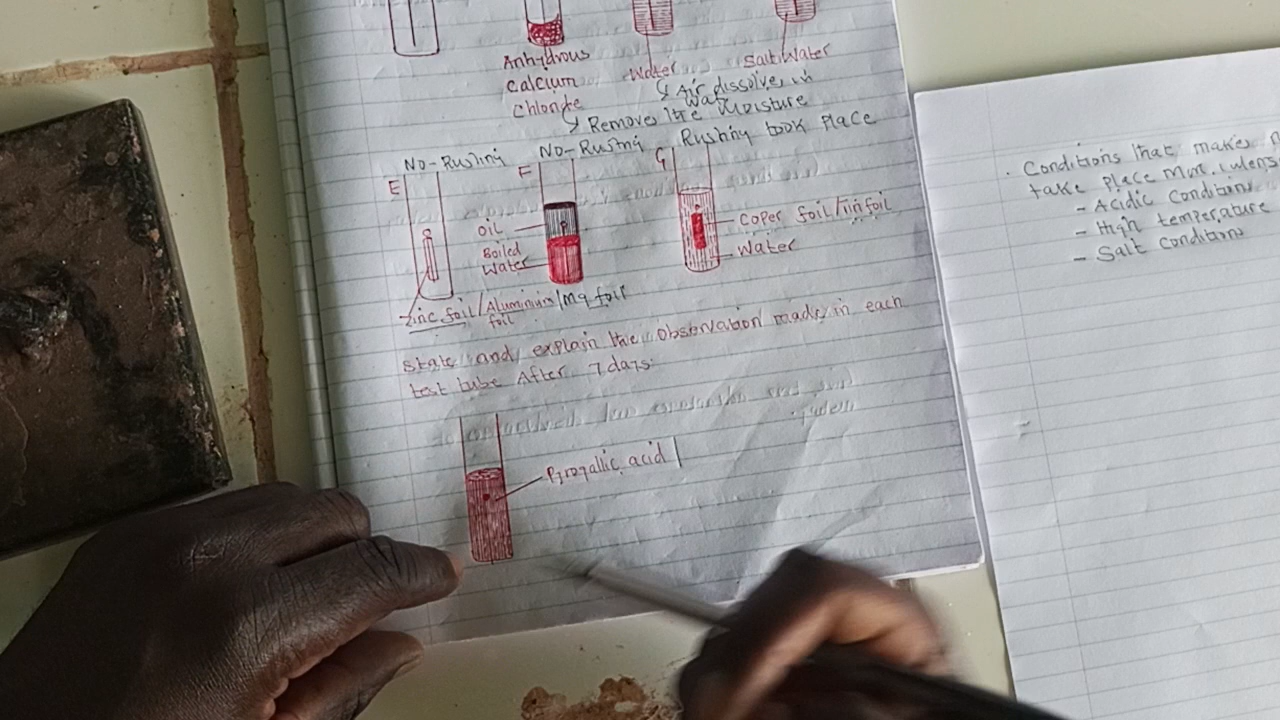 Anhydrous
Calcium
Chloride
Water
Salt Water
Air dissolve in
Water
Removes the Moisture
No-Rusting
No-Rusting
Rusting took Place
E
F
G
Oil
Boiled
Water
Coper foil/tin foil
Water
Zinc foil/Aluminium/Mg foil
foil
State and explain the observation made in each
test tube After 7 days.
Pyrogallic acid
Conditions that makes
take place
- Acidic Conditions
- High temperature
- Salt Conditions